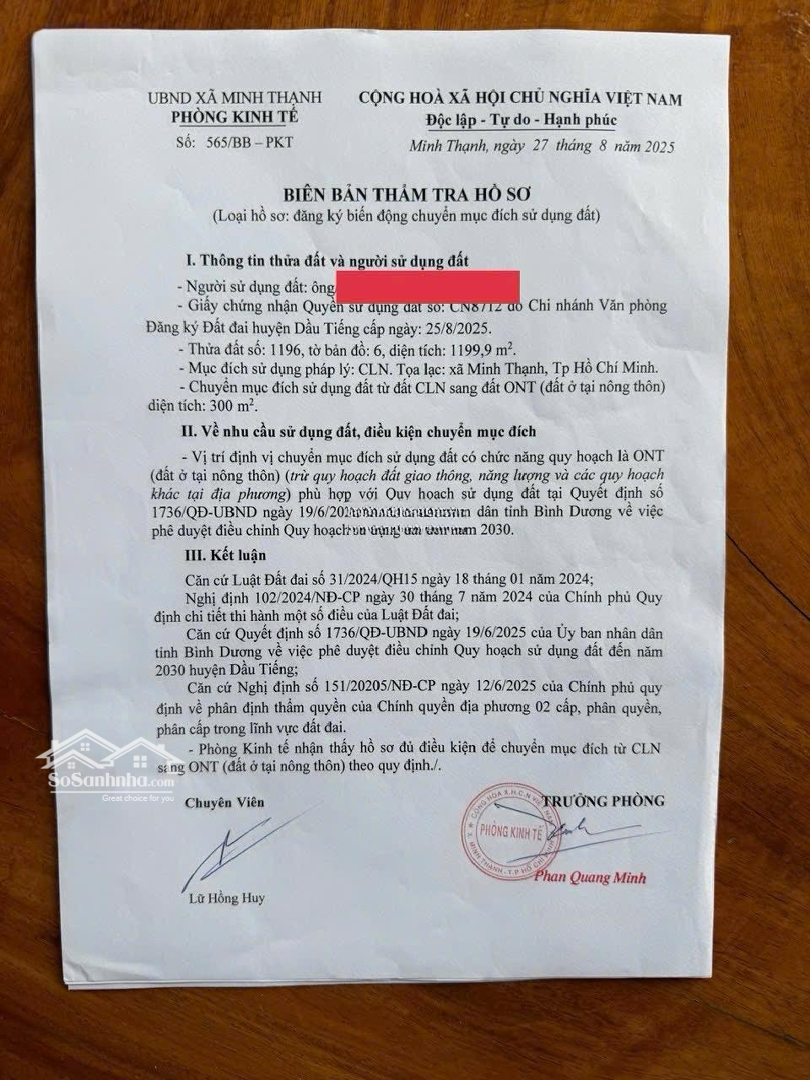 UBND XÃ MINH THẠNH
PHÒNG KINH TẾ
Số: 565/BB – PKT
CỘNG HOÀ XÃ HỘI CHỦ NGHĨA VIỆT NAM
Độc lập - Tự do - Hạnh phúc
Minh Thạnh, ngày 27 tháng 8 năm 2025
BIÊN BẢN THẨM TRA HỒ SƠ
(Loại hồ sơ: đăng ký biến động chuyển mục đích sử dụng đất)
I. Thông tin thửa đất và người sử dụng đất
- Người sử dụng đất: ông
- Giấy chứng nhận Quyền sử dụng đất số: CN8712 do Chi nhánh Văn phòng
Đăng ký Đất đai huyện Dầu Tiếng cấp ngày: 25/8/2025.
- Thửa đất số: 1196, tờ bản đồ: 6, diện tích: 1199,9 m².
- Mục đích sử dụng pháp lý: CLN. Tọa lạc: xã Minh Thạnh, Tp Hồ Chí Minh.
- Chuyển mục đích sử dụng đất từ đất CLN sang đất ONT (đất ở tại nông thôn)
diện tích: 300 m².
II. Về nhu cầu sử dụng đất, điều kiện chuyển mục đích
- Vị trí định vị chuyển mục đích sử dụng đất có chức năng quy hoạch là ONT
(đất ở tại nông thôn) (trừ quy hoạch đất giao thông, năng lượng và các quy hoạch
khác tại địa phương) phù hợp với Quy hoạch sử dụng đất tại Quyết định số
1736/QĐ-UBND ngày 19/6/ dân tỉnh Bình Dương về việc
phê duyệt điều chỉnh Quy hoạch năm 2030.
III. Kết luận
Căn cứ Luật Đất đai số 31/2024/QH15 ngày 18 tháng 01 năm 2024;
Nghị định 102/2024/NĐ-CP ngày 30 tháng 7 năm 2024 của Chính phủ Quy
định chi tiết thi hành một số điều của Luật Đất đai;
Căn cứ Quyết định số 1736/QĐ-UBND ngày 19/6/2025 của Ủy ban nhân dân
tỉnh Bình Dương về việc phê duyệt điều chỉnh Quy hoạch sử dụng đất đến năm
2030 huyện Dầu Tiếng;
Căn cứ Nghị định số 151/20205/NĐ-CP ngày 12/6/2025 của Chính phủ quy
định về phân định thẩm quyền của Chính quyền địa phương 02 cấp, phân quyền,
phân cấp trong lĩnh vực đất đai.
- Phòng Kinh tế nhận thấy hồ sơ đủ điều kiện để chuyển mục đích từ CLN
sang ONT (đất ở tại nông thôn) theo quy định./.
SoSanhnha.com
Great choice for you
Chuyên Viên
Lữ Hồng Huy
TRƯỞNG PHÒNG
PHÒNG KINH TẾ
Phan Quang Minh